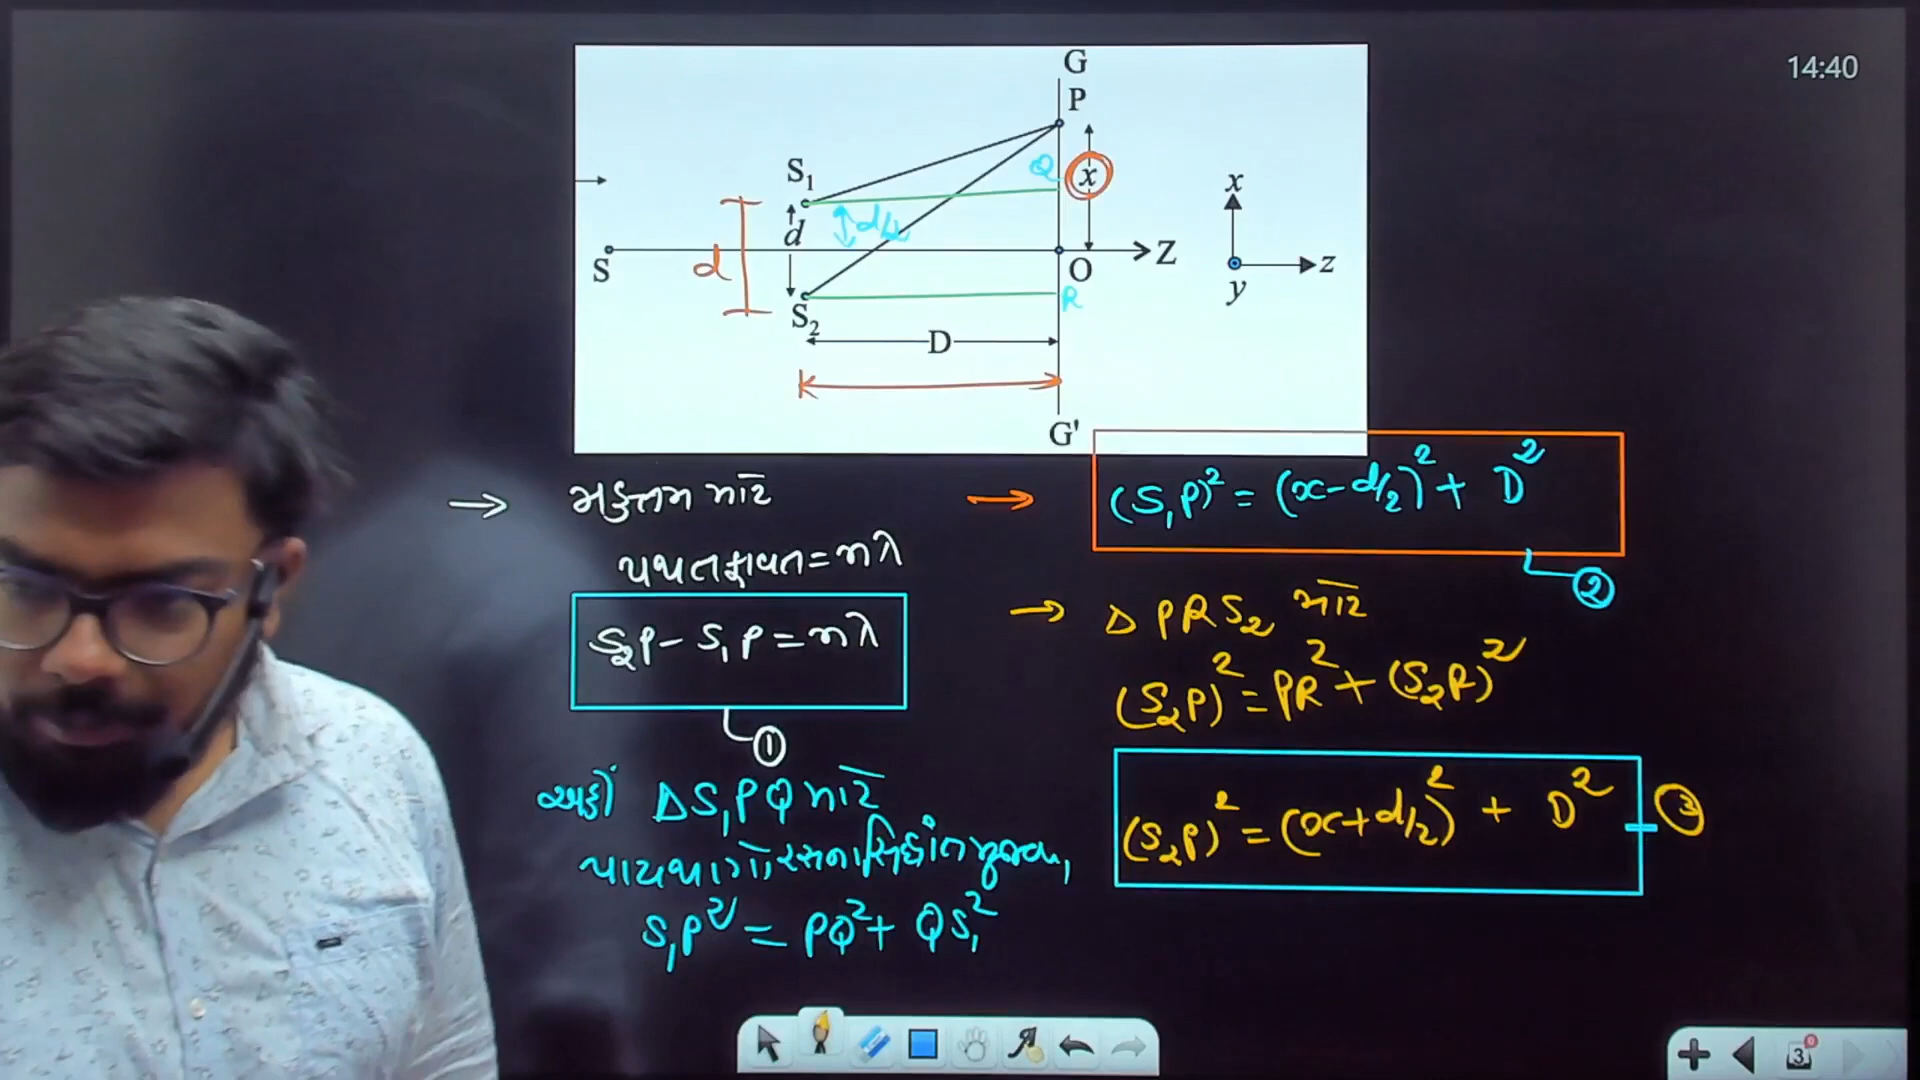 14:40
G
P
S₁
Q
x
d
d/2
d
S
O
Z
S₂
R
D
G'
x
z
y
→ મહત્તમ માટે
પથતફાવત = nλ
S₂P - S₁P = nλ
①
અહીં ΔS₁PQ માટે
પાયથાગોરસના સિદ્ધાંત મુજબ,
S₁P² = PQ² + QS₁²
→ (S₁P)² = (x - d/2)² + D²
②
→ Δ PRS₂ માટે
(S₂P)² = PR² + (S₂R)²
(S₂P)² = (x + d/2)² + D²
③
3